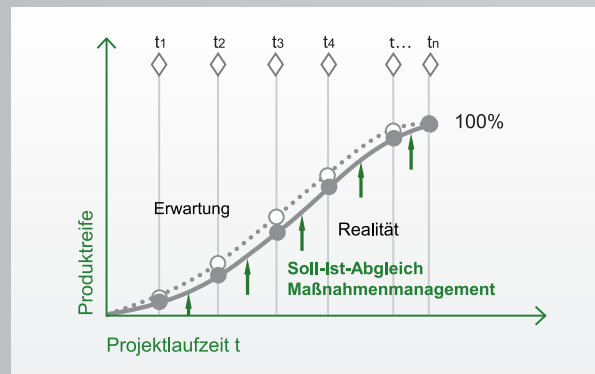 t1 t2 t3 t4 t... tn
100%
Erwartung
Realität
Soll-Ist-Abgleich
Maßnahmenmanagement
Produktreife
Projektlaufzeit t